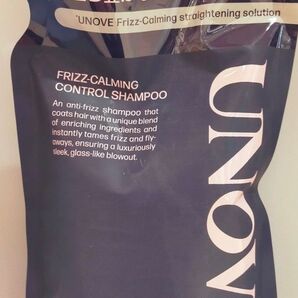 'UNOVE' Frizz-Calming straightening solution
FRIZZ-CALMING
CONTROL SHAMPOO
An anti-frizz shampoo that
coats hair with a unique blend
of enriching ingredients and
instantly tames frizz and fly-
aways, ensuring a luxuriously
sleek, glass-like blowout.
UNOV